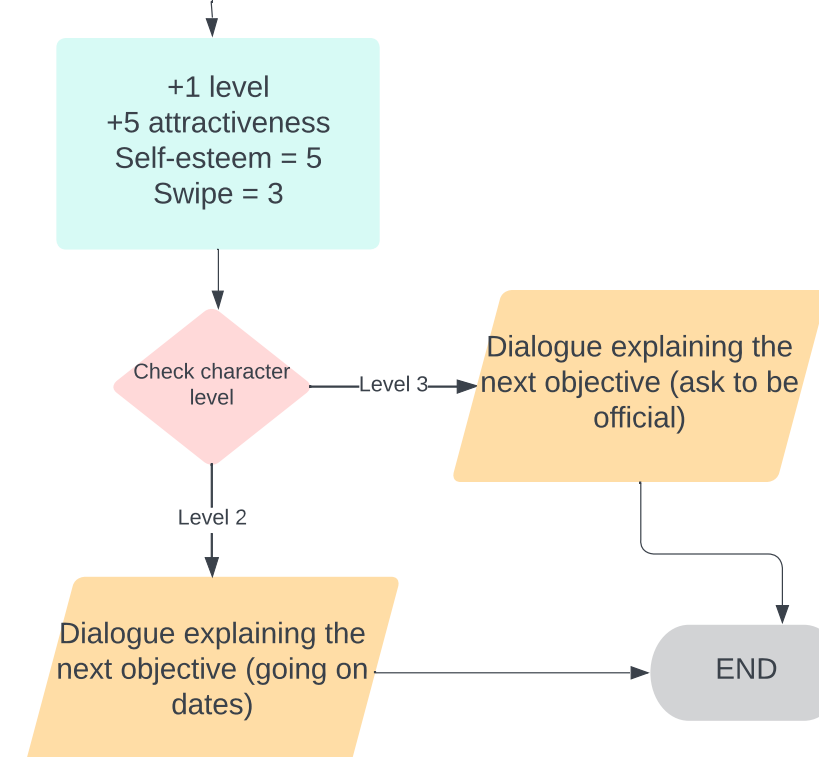 +1 level
+5 attractiveness
Self-esteem = 5
Swipe = 3
Check character
level
Level 3
Dialogue explaining the
next objective (ask to be
official)
Level 2
Dialogue explaining the
next objective (going on
dates)
END